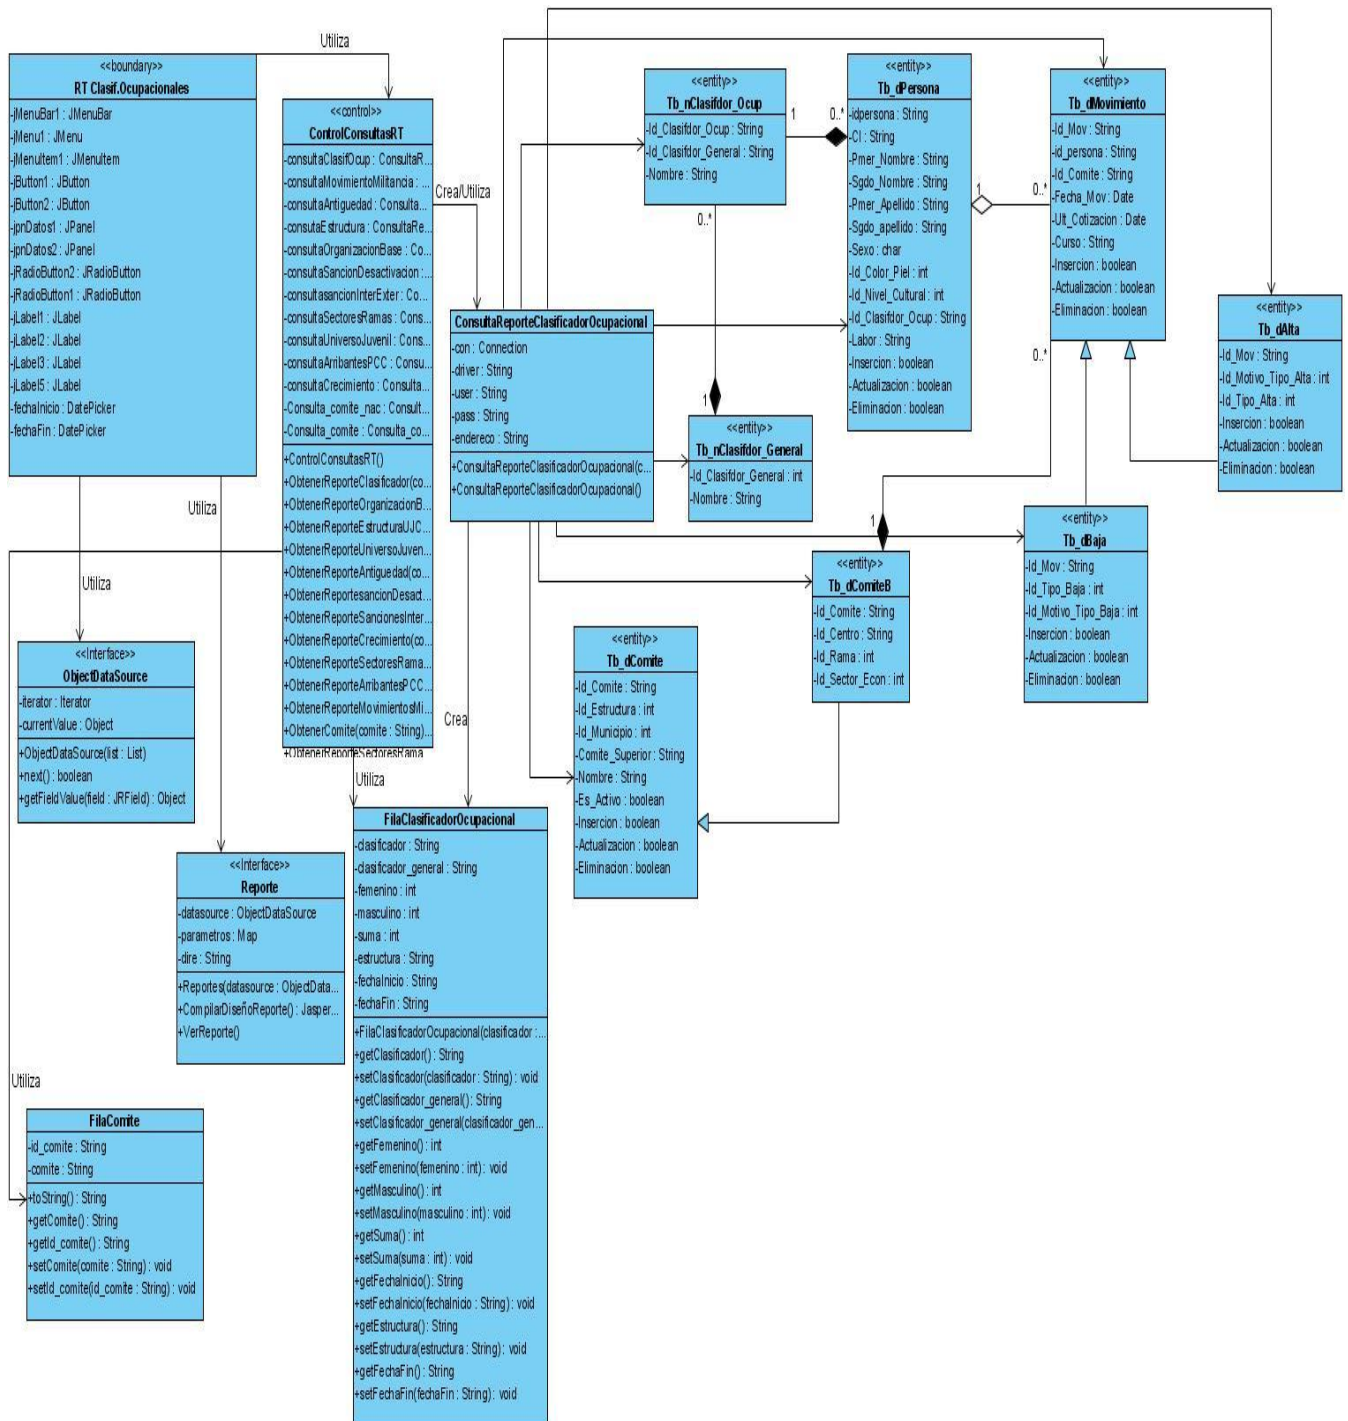 Utiliza
<<boundary>>
RT Clasif.Ocupacionales
-jMenuBar1 : JMenuBar
-jMenu1 : JMenu
-jMenuItem1 : JMenuItem
-jButton1 : JButton
-jButton2 : JButton
-jpnDatos1 : JPanel
-jpnDatos2 : JPanel
-jRadioButton2 : JRadioButton
-jRadioButton1 : JRadioButton
-jLabel1 : JLabel
-jLabel2 : JLabel
-jLabel3 : JLabel
-jLabel5 : JLabel
-fechaInicio : DatePicker
-fechaFin : DatePicker
<<control>>
ControlConsultasRT
-consultaClasifOcup : ConsultaR...
-consultaMovimientoMilitancia : ...
-consultaAntiguedad : Consulta...
-consutaEstructura : ConsultaRe...
-consultaOrganizacionBase : Co...
-consultaSancionDesactivacion : ...
-consultasancionInterExter : Co...
-consultaSectoresRamas : Cons...
-consultaUniversoJuvenil : Cons...
-consultaArribantesPCC : Consu...
-consultaCrecimiento : Consulta...
-Consulta_comite_nac : Consult...
-Consulta_comite : Consulta_co...
+ControlConsultasRT()
+ObtenerReporteClasificador(co...
+ObtenerReporteOrganizacionB...
+ObtenerReporteEstructuraUJC...
+ObtenerReporteUniversoJuven...
+ObtenerReporteAntiguedad(co...
+ObtenerReportesancionDesact...
+ObtenerReporteSancionesInter...
+ObtenerReporteCrecimiento(co...
+ObtenerReporteSectoresRama...
+ObtenerReporteArribantesPCC...
+ObtenerReporteMovimientosMi...
+ObtenerComite(comite : String)...
+ObtenerReporteSectoresRama
Crea/Utiliza
ConsultaReporteClasificadorOcupacional
-con : Connection
-driver : String
-user : String
-pass : String
-endereco : String
+ConsultaReporteClasificadorOcupacional(c...
+ConsultaReporteClasificadorOcupacional()
<<entity>>
Tb_nClasifdor_Ocup
-Id_Clasifdor_Ocup : String
-Id_Clasifdor_General : String
-Nombre : String
1
0..*
0..*
1
<<entity>>
Tb_nClasifdor_General
-Id_Clasifdor_General : int
-Nombre : String
<<entity>>
Tb_dPersona
-idpersona : String
-CI : String
-Pmer_Nombre : String
-Sgdo_Nombre : String
-Pmer_Apellido : String
-Sgdo_apellido : String
-Sexo : char
-Id_Color_Piel : int
-Id_Nivel_Cultural : int
-Id_Clasifdor_Ocup : String
-Labor : String
-Insercion : boolean
-Actualizacion : boolean
-Eliminacion : boolean
1
0..*
<<entity>>
Tb_dMovimiento
-Id_Mov : String
-id_persona : String
-Id_Comite : String
-Fecha_Mov : Date
-Ult_Cotizacion : Date
-Curso : String
-Insercion : boolean
-Actualizacion : boolean
-Eliminacion : boolean
0..*
<<entity>>
Tb_dAlta
-Id_Mov : String
-Id_Motivo_Tipo_Alta : int
-Id_Tipo_Alta : int
-Insercion : boolean
-Actualizacion : boolean
-Eliminacion : boolean
<<entity>>
Tb_dBaja
-Id_Mov : String
-Id_Tipo_Baja : int
-Id_Motivo_Tipo_Baja : int
-Insercion : boolean
-Actualizacion : boolean
-Eliminacion : boolean
1
<<entity>>
Tb_dComiteB
-Id_Comite : String
-Id_Centro : String
-Id_Rama : int
-Id_Sector_Econ : int
<<entity>>
Tb_dComite
-Id_Comite : String
-Id_Estructura : int
-Id_Municipio : int
-Comite_Superior : String
-Nombre : String
-Es_Activo : boolean
-Insercion : boolean
-Actualizacion : boolean
-Eliminacion : boolean
Utiliza
Utiliza
<<Interface>>
ObjectDataSource
-iterator : Iterator
-currentValue : Object
+ObjectDataSource(list : List)
+next() : boolean
+getFieldValue(field : JRField) : Object
Crea
Utiliza
<<Interface>>
Reporte
-datasource : ObjectDataSource
-parametros : Map
-dire : String
+Reportes(datasource : ObjectData...
+CompilarDiseñoReporte() : Jasper...
+VerReporte()
FilaClasificadorOcupacional
-clasificador : String
-clasificador_general : String
-femenino : int
-masculino : int
-suma : int
-estructura : String
-fechaInicio : String
-fechaFin : String
+FilaClasificadorOcupacional(clasificador :...
+getClasificador() : String
+setClasificador(clasificador : String) : void
+getClasificador_general() : String
+setClasificador_general(clasificador_gen...
+getFemenino() : int
+setFemenino(femenino : int) : void
+getMasculino() : int
+setMasculino(masculino : int) : void
+getSuma() : int
+setSuma(suma : int) : void
+getFechaInicio() : String
+setFechaInicio(fechaInicio : String) : void
+getEstructura() : String
+setEstructura(estructura : String) : void
+getFechaFin() : String
+setFechaFin(fechaFin : String) : void
Utiliza
FilaComite
-id_comite : String
-comite : String
+toString() : String
+getComite() : String
+getId_comite() : String
+setComite(comite : String) : void
+setId_comite(id_comite : String) : void